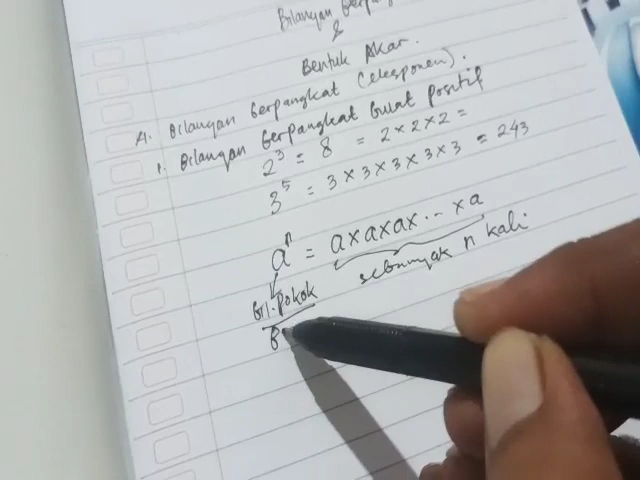 Bilangan Berpang
&
Bentuk Akar.
A. Bilangan Berpangkat (Eksponen).
1. Bilangan Berpangkat Bulat Positif
2³ = 8 = 2 × 2 × 2 =
3⁵ = 3 × 3 × 3 × 3 × 3 = 243
aⁿ = a×a×a×...×a
sebanyak n kali
Bil. Pokok
B